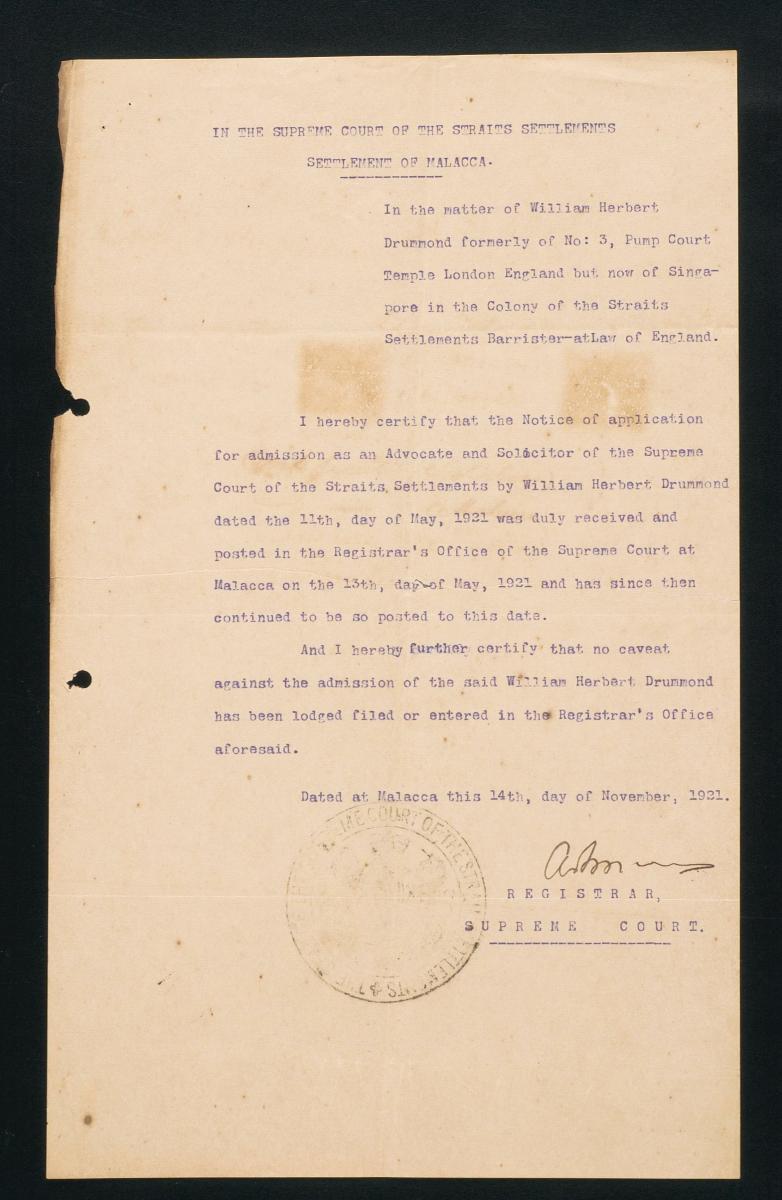 IN THE SUPREME COURT OF THE STRAITS SETTLEMENTS
SETTLEMENT OF MALACCA.
In the matter of William Herbert
Drummond formerly of No: 3, Pump Court
Temple London England but now of Singa-
pore in the Colony of the Straits
Settlements Barrister-atLaw of England.
I hereby certify that the Notice of application
for admission as an Advocate and Solicitor of the Supreme
Court of the Straits Settlements by William Herbert Drummond
dated the 11th, day of May, 1921 was duly received and
posted in the Registrar's Office of the Supreme Court at
Malacca on the 13th, day of May, 1921 and has since then
continued to be so posted to this date.
And I hereby further certify that no caveat
against the admission of the said William Herbert Drummond
has been lodged filed or entered in the Registrar's Office
aforesaid.
Dated at Malacca this 14th, day of November, 1921.
REGISTRAR,
SUPREME COURT.
COURT OF THE